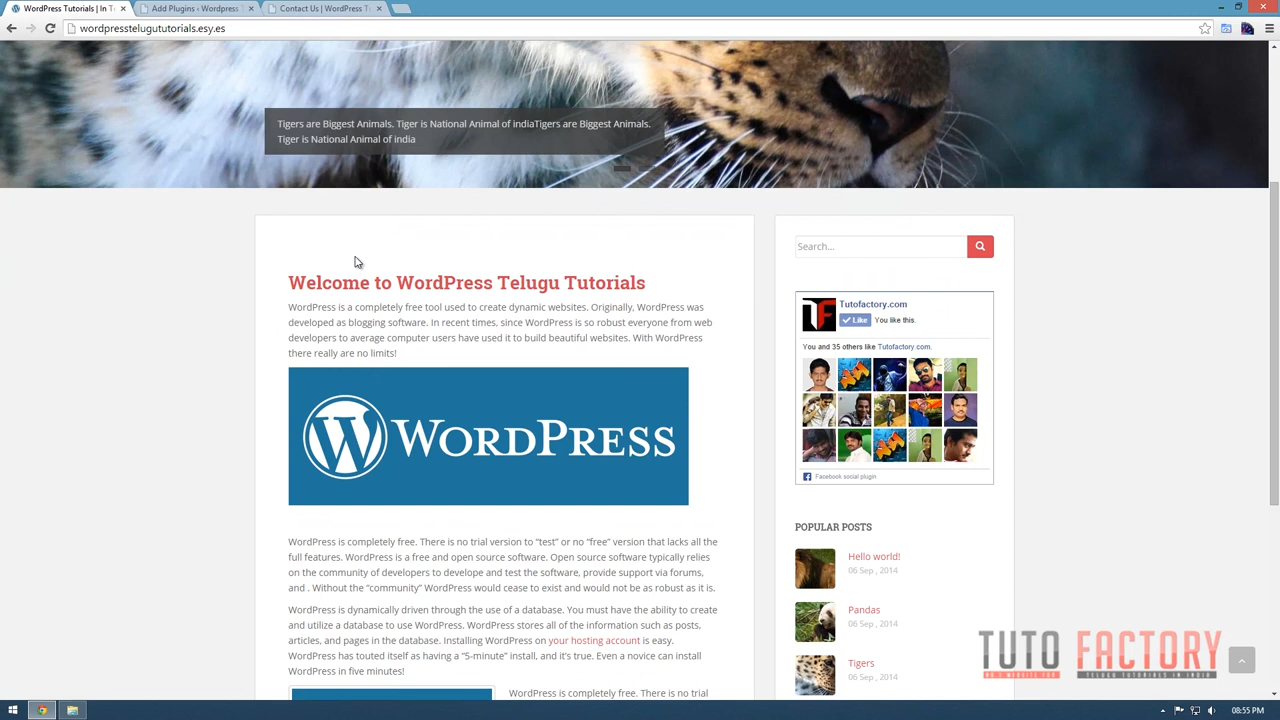 WordPress Tutorials | In T
Add Plugins ‹ Wordpress T
Contact Us | WordPress Tu
wordpresstelugututorials.esy.es
Tigers are Biggest Animals. Tiger is National Animal of indiaTigers are Biggest Animals.
Tiger is National Animal of india
Welcome to WordPress Telugu Tutorials
WordPress is a completely free tool used to create dynamic websites. Originally, WordPress was
developed as blogging software. In recent times, since WordPress is so robust everyone from web
developers to average computer users have used it to build beautiful websites. With WordPress
there really are no limits!
WORDPRESS
WordPress is completely free. There is no trial version to “test” or no “free” version that lacks all the
full features. WordPress is a free and open source software. Open source software typically relies
on the community of developers to develope and test the software, provide support via forums,
and . Without the “community” WordPress would cease to exist and would not be as robust as it is.
WordPress is dynamically driven through the use of a database. You must have the ability to create
and utilize a database to use WordPress. WordPress stores all of the information such as posts,
articles, and pages in the database. Installing WordPress on your hosting account is easy.
WordPress has touted itself as having a “5-minute” install, and it’s true. Even a novice can install
WordPress in five minutes!
WordPress is completely free. There is no trial
Search...
Tutofactory.com
Like You like this.
You and 35 others like Tutofactory.com.
Facebook social plugin
POPULAR POSTS
Hello world!
06 Sep , 2014
Pandas
06 Sep , 2014
Tigers
06 Sep , 2014
TUTO FACTORY
NO.1 WEBSITE FOR TELUGU TUTORIALS IN INDIA
08:55 PM